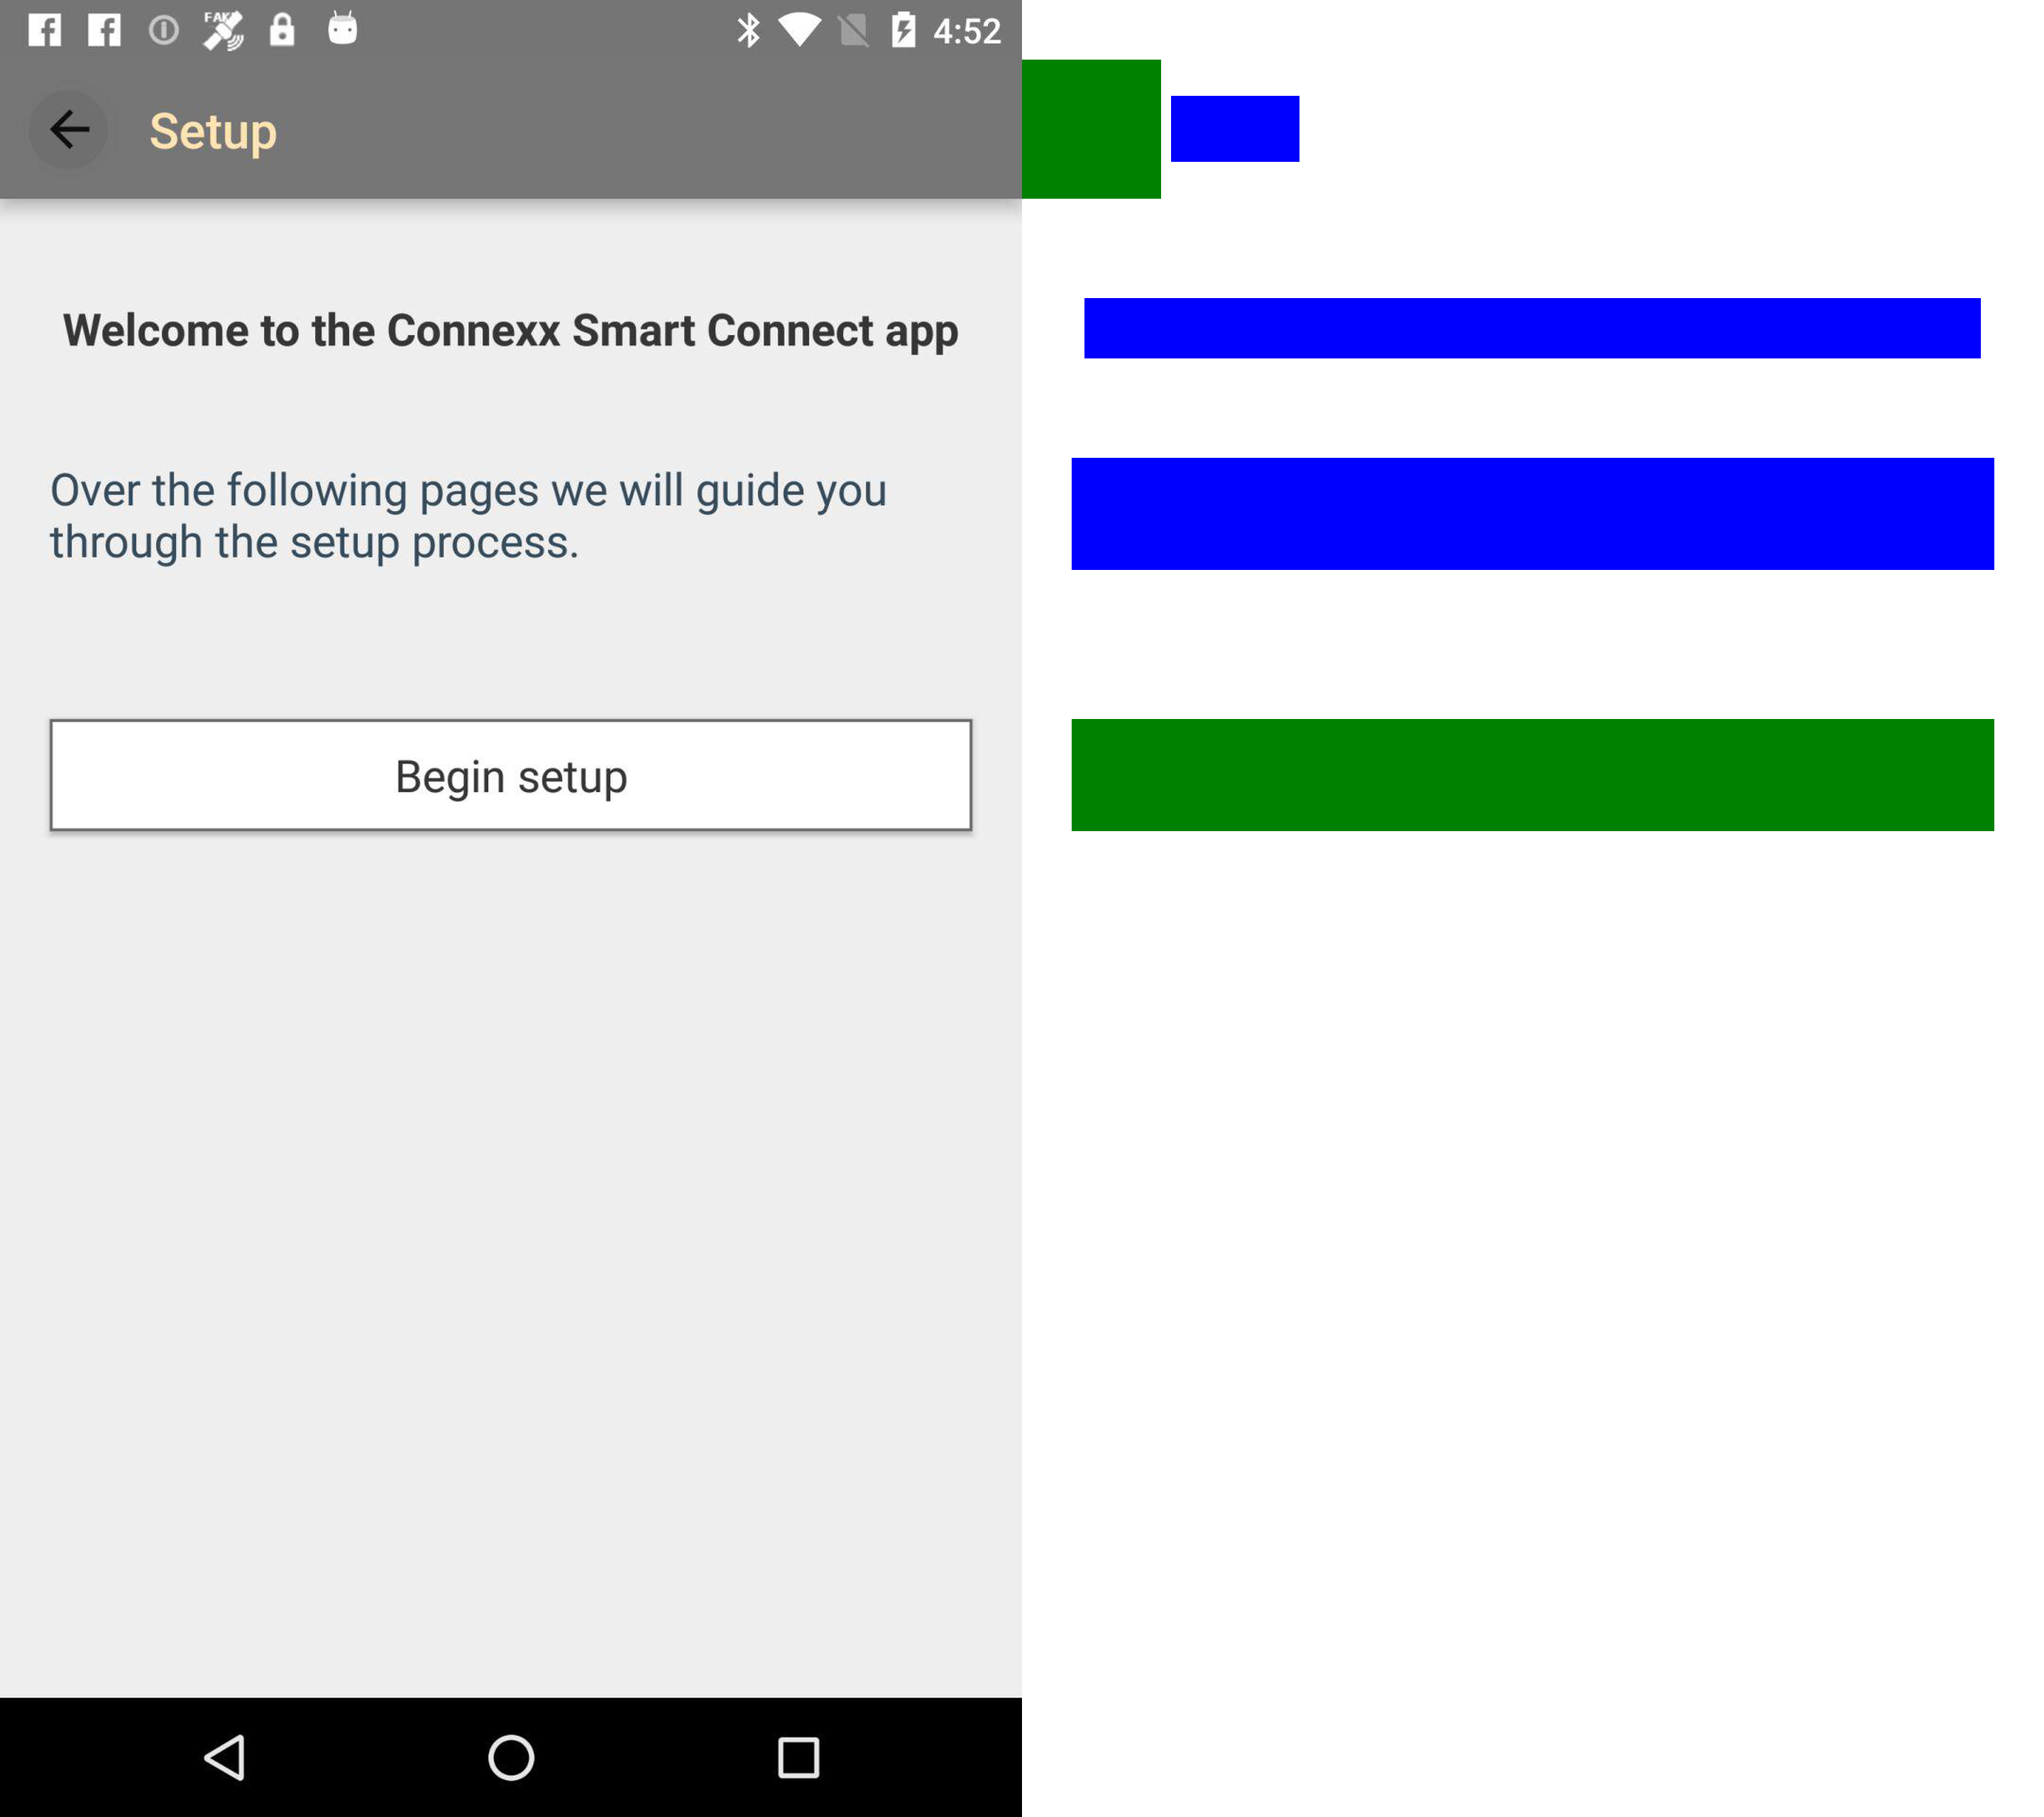 FAKE
4:52
Setup
Welcome to the Connexx Smart Connect app
Over the following pages we will guide you
through the setup process.
Begin setup